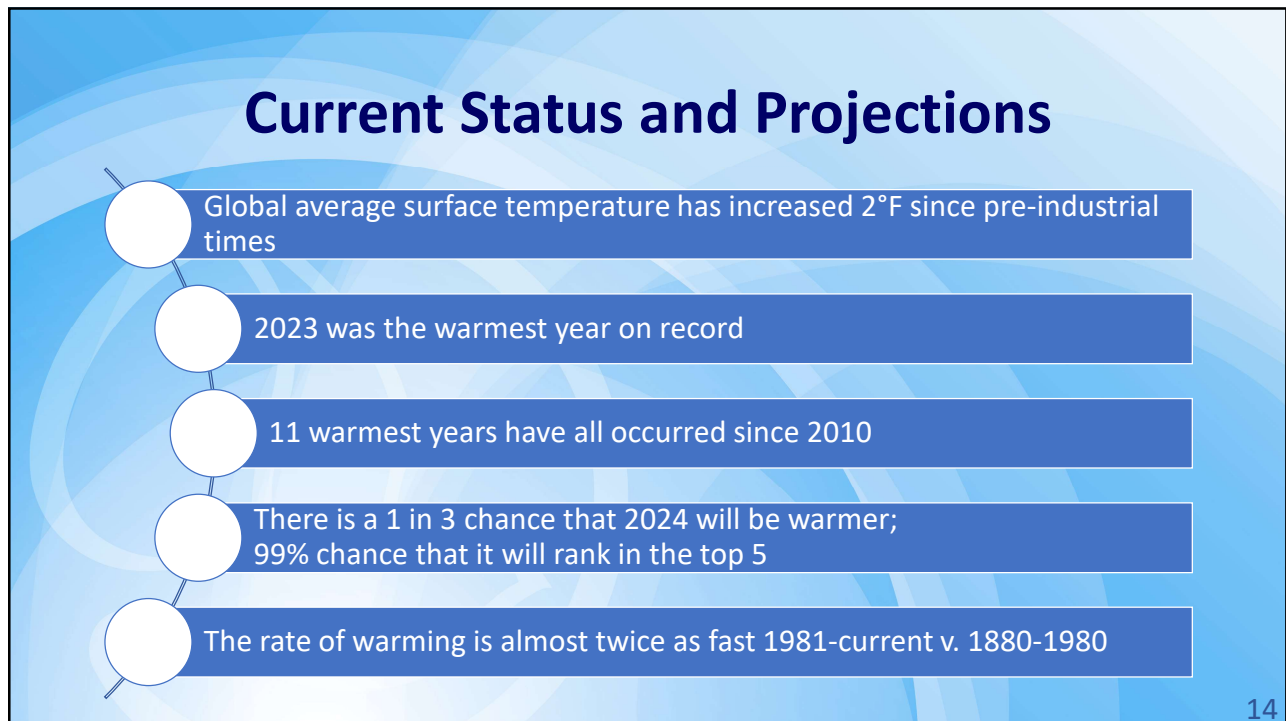 Current Status and Projections
Global average surface temperature has increased 2°F since pre-industrial
times
2023 was the warmest year on record
11 warmest years have all occurred since 2010
There is a 1 in 3 chance that 2024 will be warmer;
99% chance that it will rank in the top 5
The rate of warming is almost twice as fast 1981-current v. 1880-1980
14